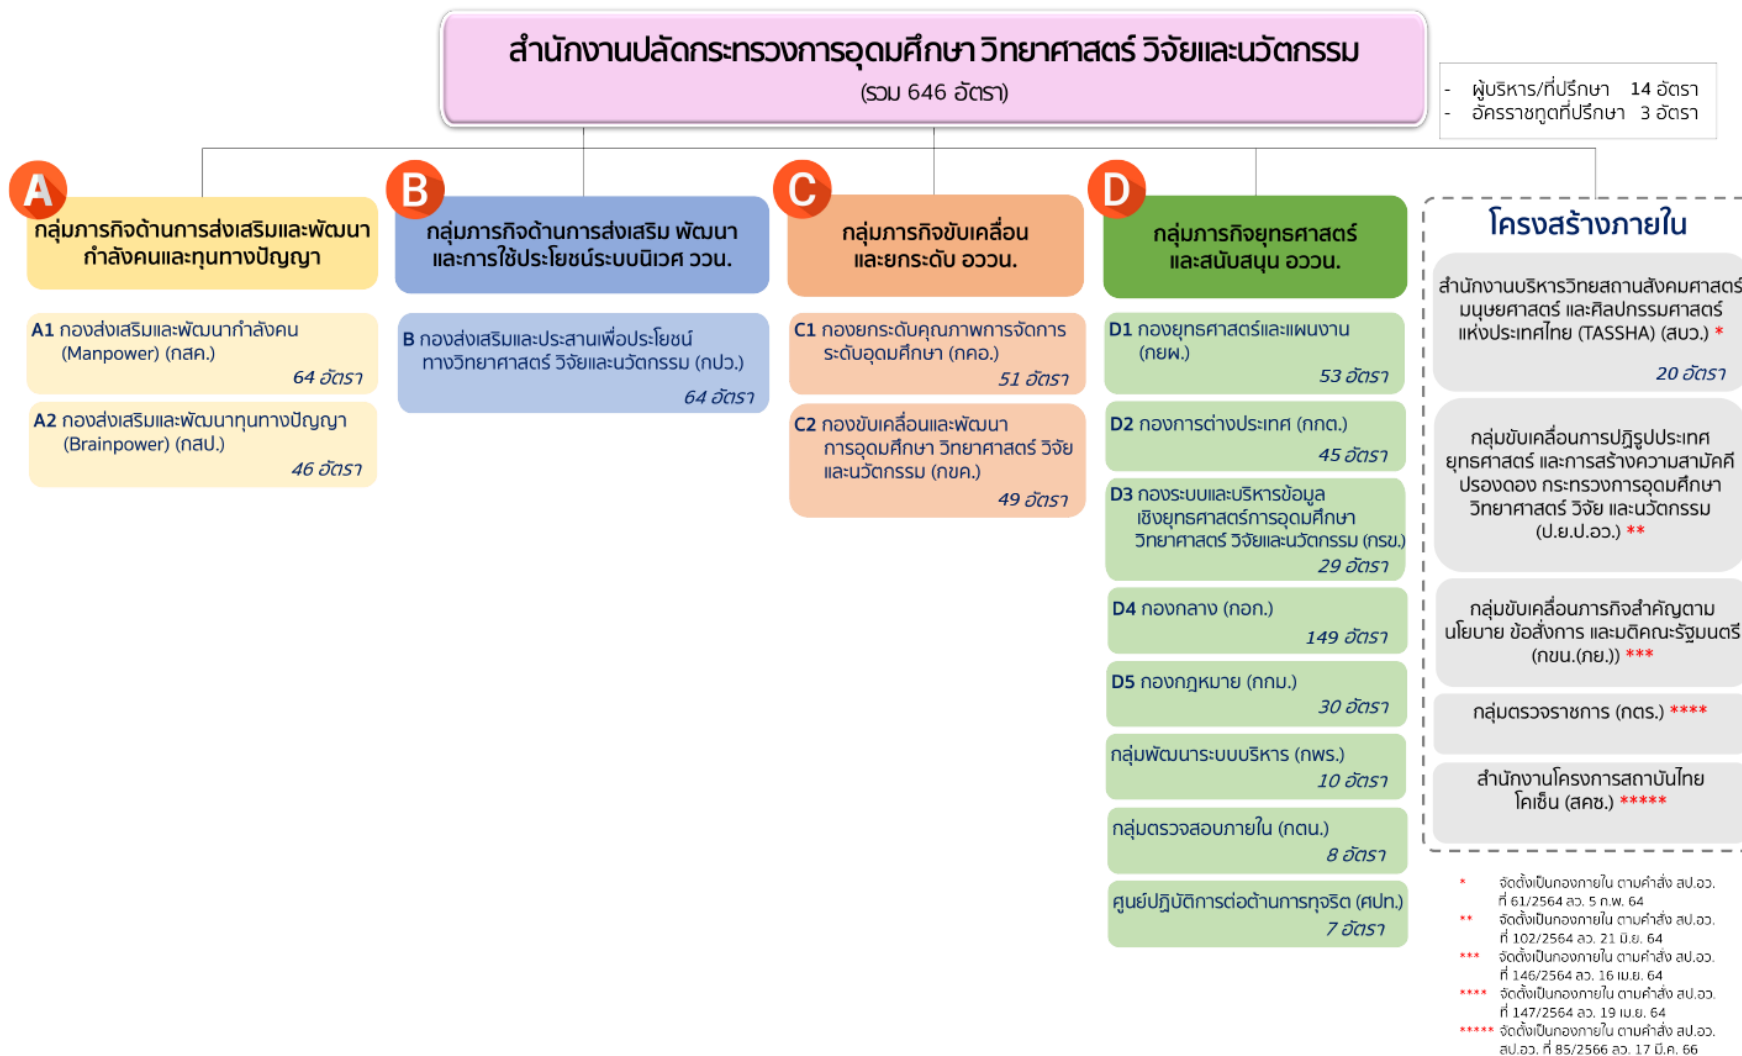 สำนักงานปลัดกระทรวงการอุดมศึกษา วิทยาศาสตร์ วิจัยและนวัตกรรม
(รวม 646 อัตรา)
- ผู้บริหาร/ที่ปรึกษา 14 อัตรา
- อัครราชทูตที่ปรึกษา 3 อัตรา
A
กลุ่มภารกิจด้านการส่งเสริมและพัฒนา
กำลังคนและทุนทางปัญญา
A1 กองส่งเสริมและพัฒนากำลังคน
(Manpower) (กสค.)
64 อัตรา
A2 กองส่งเสริมและพัฒนาทุนทางปัญญา
(Brainpower) (กสป.)
46 อัตรา
B
กลุ่มภารกิจด้านการส่งเสริม พัฒนา
และการใช้ประโยชน์ระบบนิเวศ ววน.
B กองส่งเสริมและประสานเพื่อประโยชน์
ทางวิทยาศาสตร์ วิจัยและนวัตกรรม (กปว.)
64 อัตรา
C
กลุ่มภารกิจขับเคลื่อน
และยกระดับ อววน.
C1 กองยกระดับคุณภาพการจัดการ
ระดับอุดมศึกษา (กคอ.)
51 อัตรา
C2 กองขับเคลื่อนและพัฒนา
การอุดมศึกษา วิทยาศาสตร์ วิจัย
และนวัตกรรม (กขค.)
49 อัตรา
D
กลุ่มภารกิจยุทธศาสตร์
และสนับสนุน อววน.
D1 กองยุทธศาสตร์และแผนงาน
(กยผ.)
53 อัตรา
D2 กองการต่างประเทศ (กกต.)
45 อัตรา
D3 กองระบบและบริหารข้อมูล
เชิงยุทธศาสตร์การอุดมศึกษา
วิทยาศาสตร์ วิจัยและนวัตกรรม (กรข.)
29 อัตรา
D4 กองกลาง (กอก.)
149 อัตรา
D5 กองกฎหมาย (กกม.)
30 อัตรา
กลุ่มพัฒนาระบบบริหาร (กพร.)
10 อัตรา
กลุ่มตรวจสอบภายใน (กตน.)
8 อัตรา
ศูนย์ปฏิบัติการต่อต้านการทุจริต (ศปท.)
7 อัตรา
โครงสร้างภายใน
สำนักงานบริหารวิทยสถานสังคมศาสตร์
มนุษยศาสตร์ และศิลปกรรมศาสตร์
แห่งประเทศไทย (TASSHA) (สบว.) *
20 อัตรา
กลุ่มขับเคลื่อนการปฏิรูปประเทศ
ยุทธศาสตร์ และการสร้างความสามัคคี
ปรองดอง กระทรวงการอุดมศึกษา
วิทยาศาสตร์ วิจัย และนวัตกรรม
(ป.ย.ป.อว.) **
กลุ่มขับเคลื่อนภารกิจสำคัญตาม
นโยบาย ข้อสั่งการ และมติคณะรัฐมนตรี
(กขน.(ภย.)) ***
กลุ่มตรวจราชการ (กตร.) ****
สำนักงานโครงการสถาบันไทย
โคเซ็น (สคซ.) *****
* จัดตั้งเป็นกองภายใน ตามคำสั่ง สป.อว.
ที่ 61/2564 ลว. 5 ก.พ. 64
** จัดตั้งเป็นกองภายใน ตามคำสั่ง สป.อว.
ที่ 102/2564 ลว. 21 มิ.ย. 64
*** จัดตั้งเป็นกองภายใน ตามคำสั่ง สป.อว.
ที่ 146/2564 ลว. 16 เม.ย. 64
**** จัดตั้งเป็นกองภายใน ตามคำสั่ง สป.อว.
ที่ 147/2564 ลว. 19 เม.ย. 64
***** จัดตั้งเป็นกองภายใน ตามคำสั่ง สป.อว.
สป.อว. ที่ 85/2566 ลว. 17 มี.ค. 66